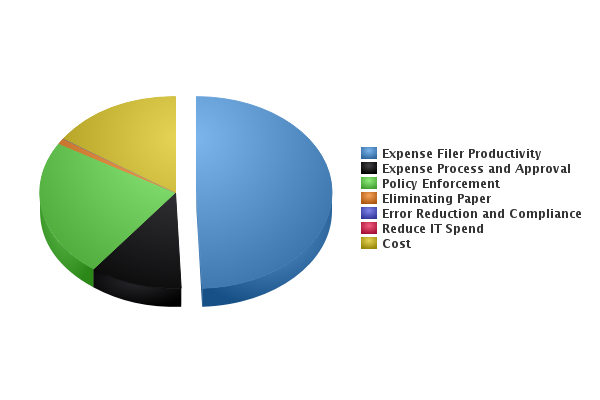 Expense Filer Productivity
Expense Process and Approval
Policy Enforcement
Eliminating Paper
Error Reduction and Compliance
Reduce IT Spend
Cost